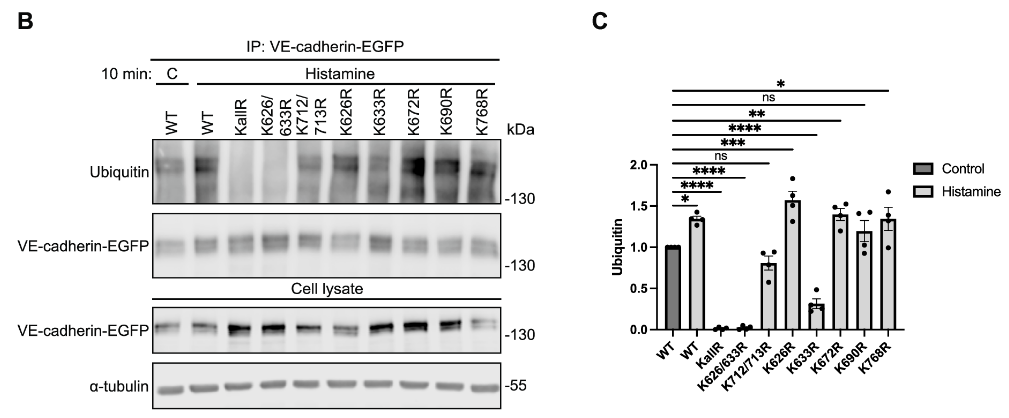 B
IP: VE-cadherin-EGFP
10 min: C Histamine
WT WT KallR K626/633R K712/713R K626R K633R K672R K690R K768R
kDa
Ubiquitin
-130
VE-cadherin-EGFP
-130
Cell lysate
VE-cadherin-EGFP
-130
α-tubulin
-55
C
*
ns
**
****
***
ns
****
****
*
Ubiquitin
2.0
1.5
1.0
0.5
0.0
WT WT KallR K626/633R K712/713R K626R K633R K672R K690R K768R
Control
Histamine